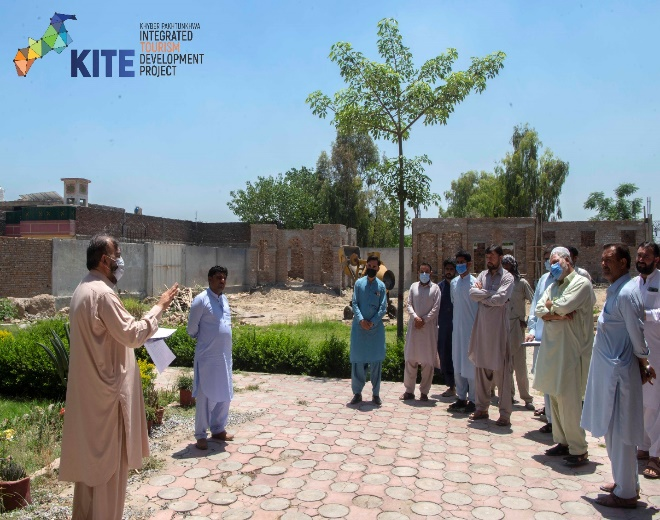 KITE
KHYBER PAKHTUNKHWA
INTEGRATED
TOURISM
DEVELOPMENT
PROJECT